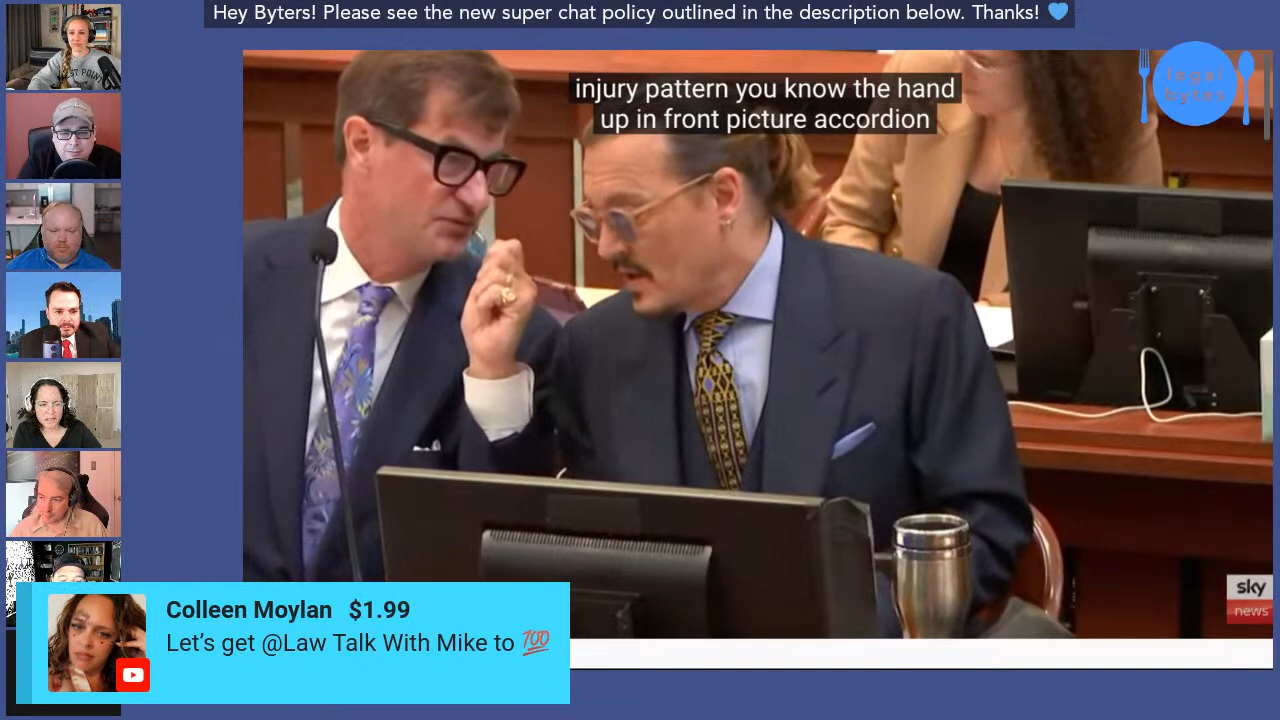 Hey Byters! Please see the new super chat policy outlined in the description below. Thanks! 💙
injury pattern you know the hand
up in front picture accordion
legal
bytes
WEST POINT
sky
news
Colleen Moylan $1.99
Let's get @Law Talk With Mike to 💯